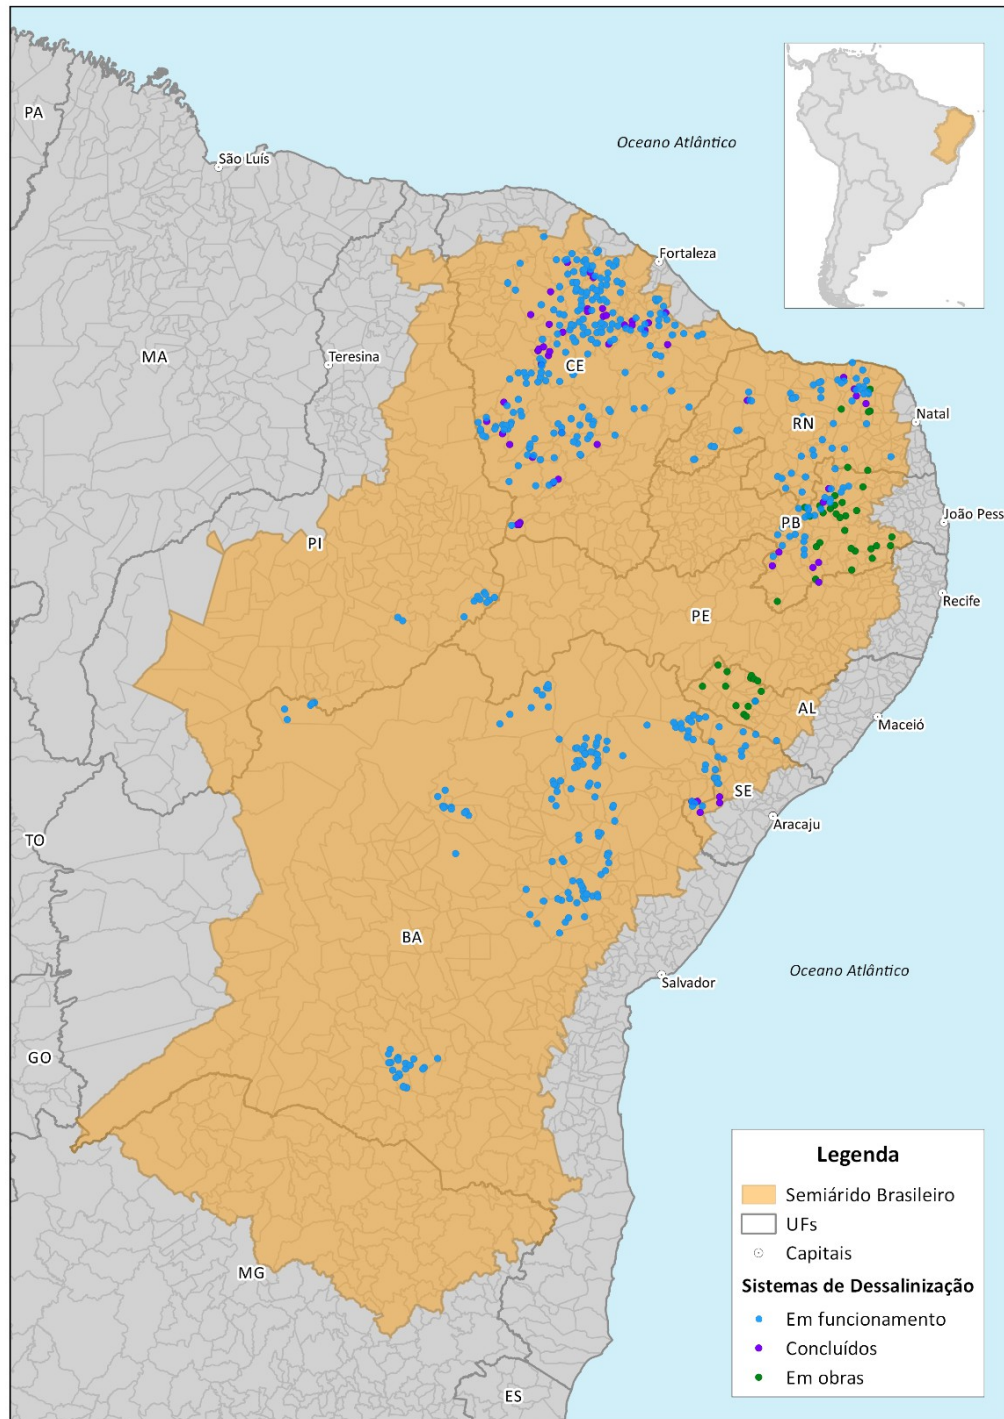 PA
São Luís
Oceano Atlântico
Fortaleza
MA
Teresina
CE
RN
Natal
PI
PB
João Pess
Recife
PE
AL
Maceió
SE
Aracaju
TO
BA
Oceano Atlântico
Salvador
GO
MG
ES
Legenda
Semiárido Brasileiro
UFs
Capitais
Sistemas de Dessalinização
Em funcionamento
Concluídos
Em obras